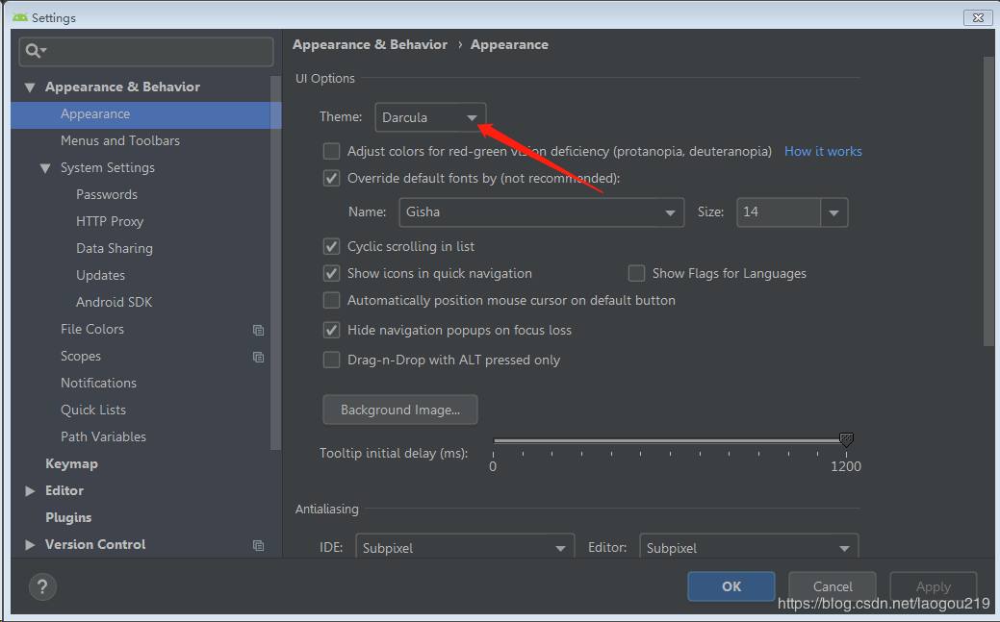 Settings
Appearance & Behavior
Appearance
Menus and Toolbars
System Settings
Passwords
HTTP Proxy
Data Sharing
Updates
Android SDK
File Colors
Scopes
Notifications
Quick Lists
Path Variables
Keymap
Editor
Plugins
Version Control
Appearance & Behavior › Appearance
UI Options
Theme: Darcula
Adjust colors for red-green vision deficiency (protanopia, deuteranopia) How it works
Override default fonts by (not recommended):
Name: Gisha Size: 14
Cyclic scrolling in list
Show icons in quick navigation Show Flags for Languages
Automatically position mouse cursor on default button
Hide navigation popups on focus loss
Drag-n-Drop with ALT pressed only
Background Image...
Tooltip initial delay (ms):
0 1200
Antialiasing
IDE: Subpixel Editor: Subpixel
? OK Cancel Apply
https://blog.csdn.net/laogou219